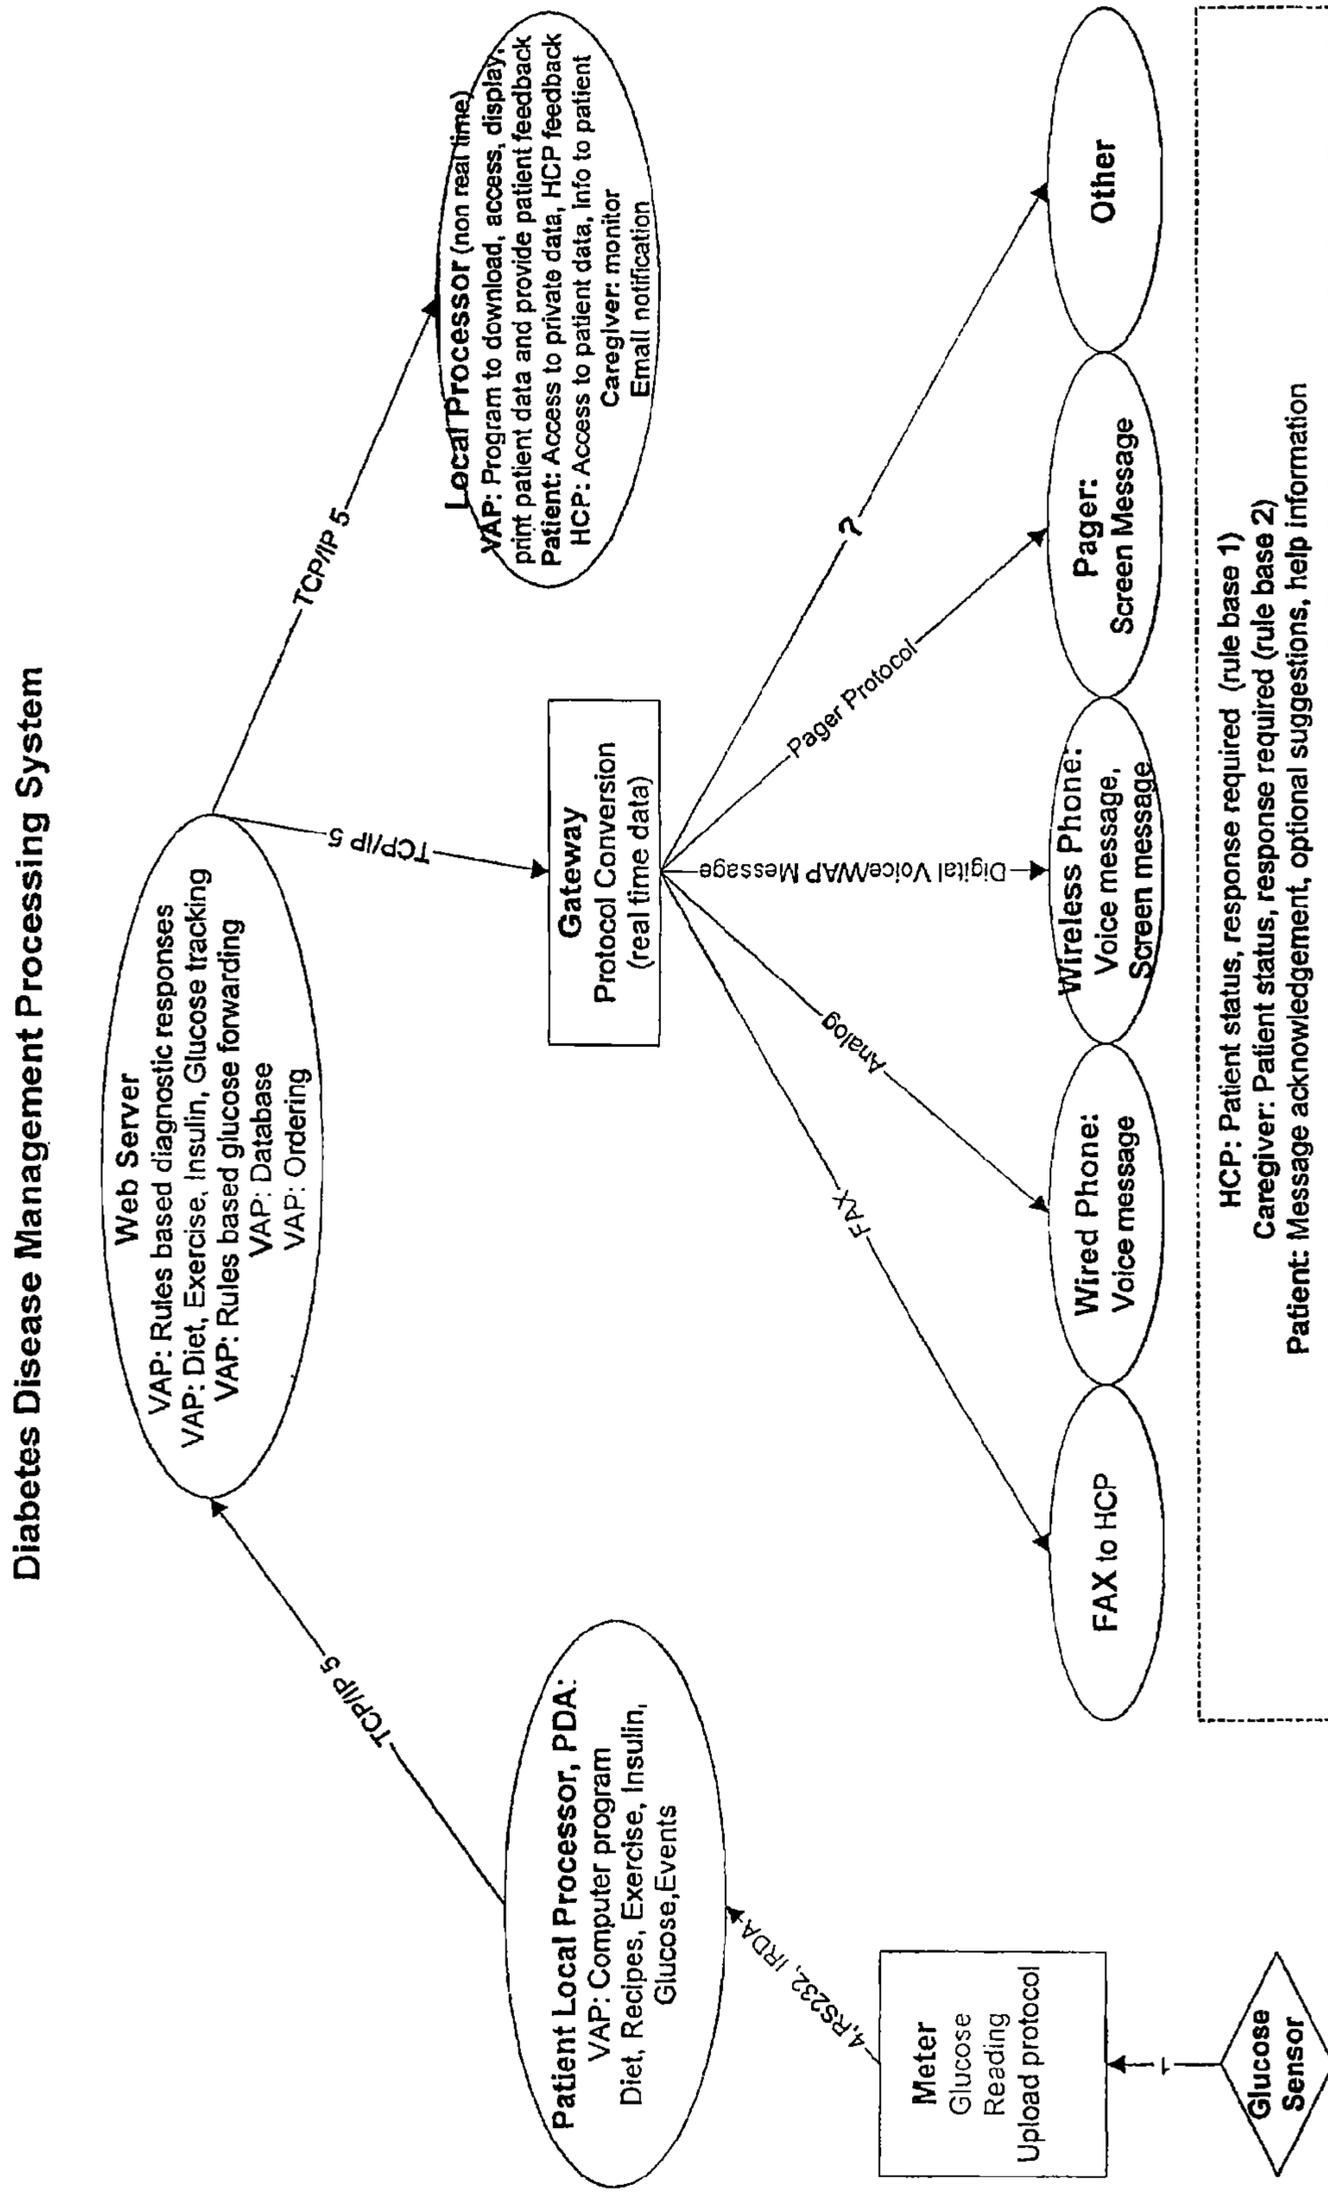 Diabetes Disease Management Processing System
Web Server
VAP: Rules based diagnostic responses
VAP: Diet, Exercise, Insulin, Glucose tracking
VAP: Rules based glucose forwarding
VAP: Database
VAP: Ordering
TCP/IP 5
TCP/IP 5
TCP/IP 5
Local Processor (non real time)
VAP: Program to download, access, display,
print patient data and provide patient feedback
Patient: Access to private data, HCP feedback
HCP: Access to patient data, Info to patient
Caregiver: monitor
Email notification
Patient Local Processor, PDA:
VAP: Computer program
Diet, Recipes, Exercise, Insulin,
Glucose,Events
Gateway
Protocol Conversion
(real time data)
4,RS232, IRDA
FAX
Analog
Digital Voice/WAP Message
Pager Protocol
?
Meter
Glucose
Reading
Upload protocol
1
Glucose
Sensor
FAX to HCP
Wired Phone:
Voice message
Wireless Phone:
Voice message,
Screen message
Pager:
Screen Message
Other
HCP: Patient status, response required (rule base 1)
Caregiver: Patient status, response required (rule base 2)
Patient: Message acknowledgement, optional suggestions, help information